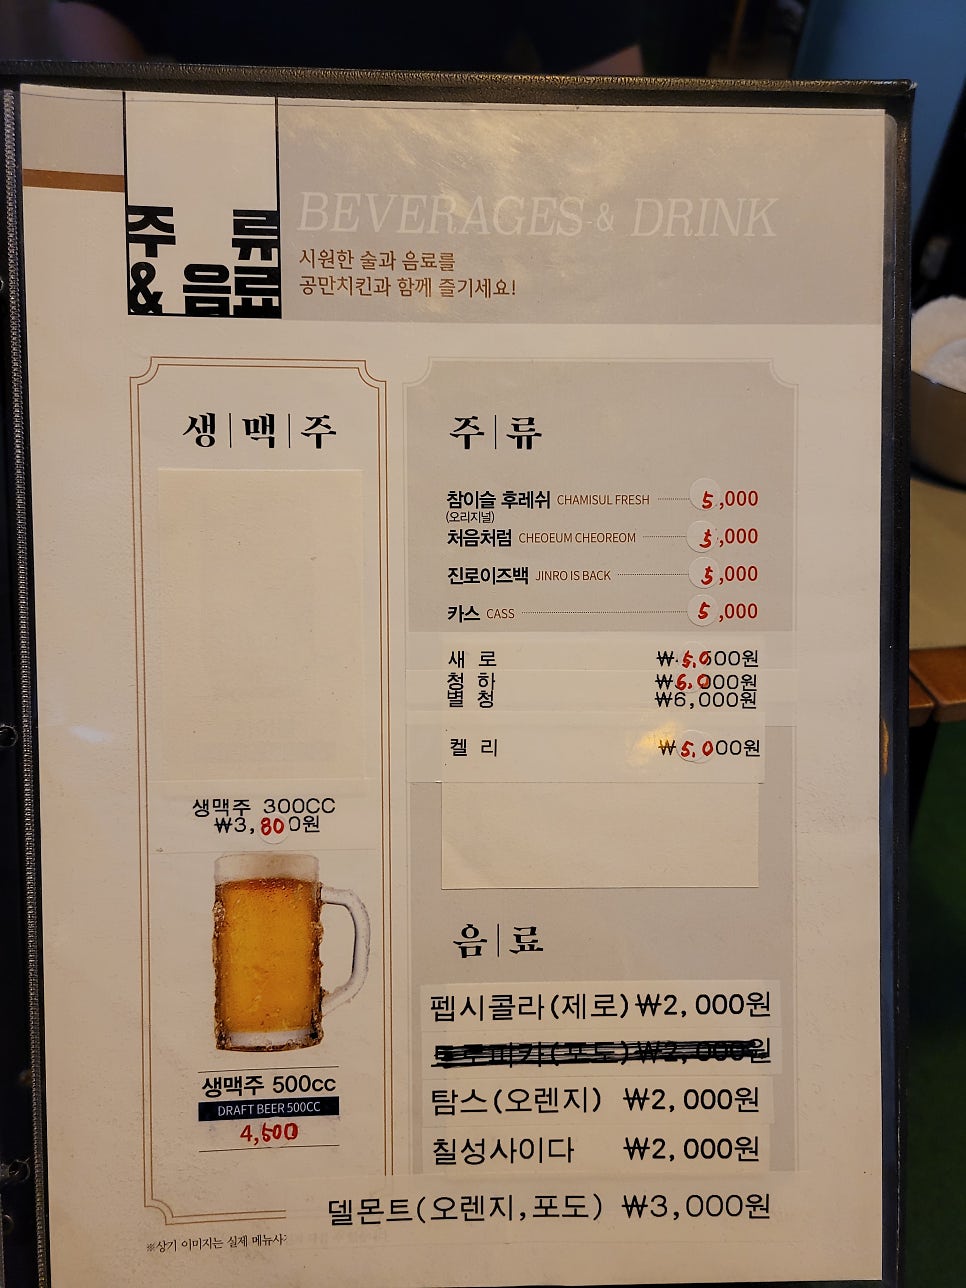 주 류
& 음료
BEVERAGES & DRINK
시원한 술과 음료를
공만치킨과 함께 즐기세요!
생|맥|주
생맥주 300CC
₩3,800원
생맥주 500cc
DRAFT BEER 500CC
4,500
※상기 이미지는 실제 메뉴사
주|류
참이슬 후레쉬 CHAMISUL FRESH 5,000
(오리지널)
처음처럼 CHEOEUM CHEOREOM 5,000
진로이즈백 JINRO IS BACK 5,000
카스 CASS 5,000
새 로 ₩5,000원
청 하 ₩6,000원
별 청 ₩6,000원
켈 리 ₩5,000원
음|료
펩시콜라(제로) ₩2,000원
탐스(오렌지) ₩2,000원
칠성사이다 ₩2,000원
델몬트(오렌지,포도) ₩3,000원